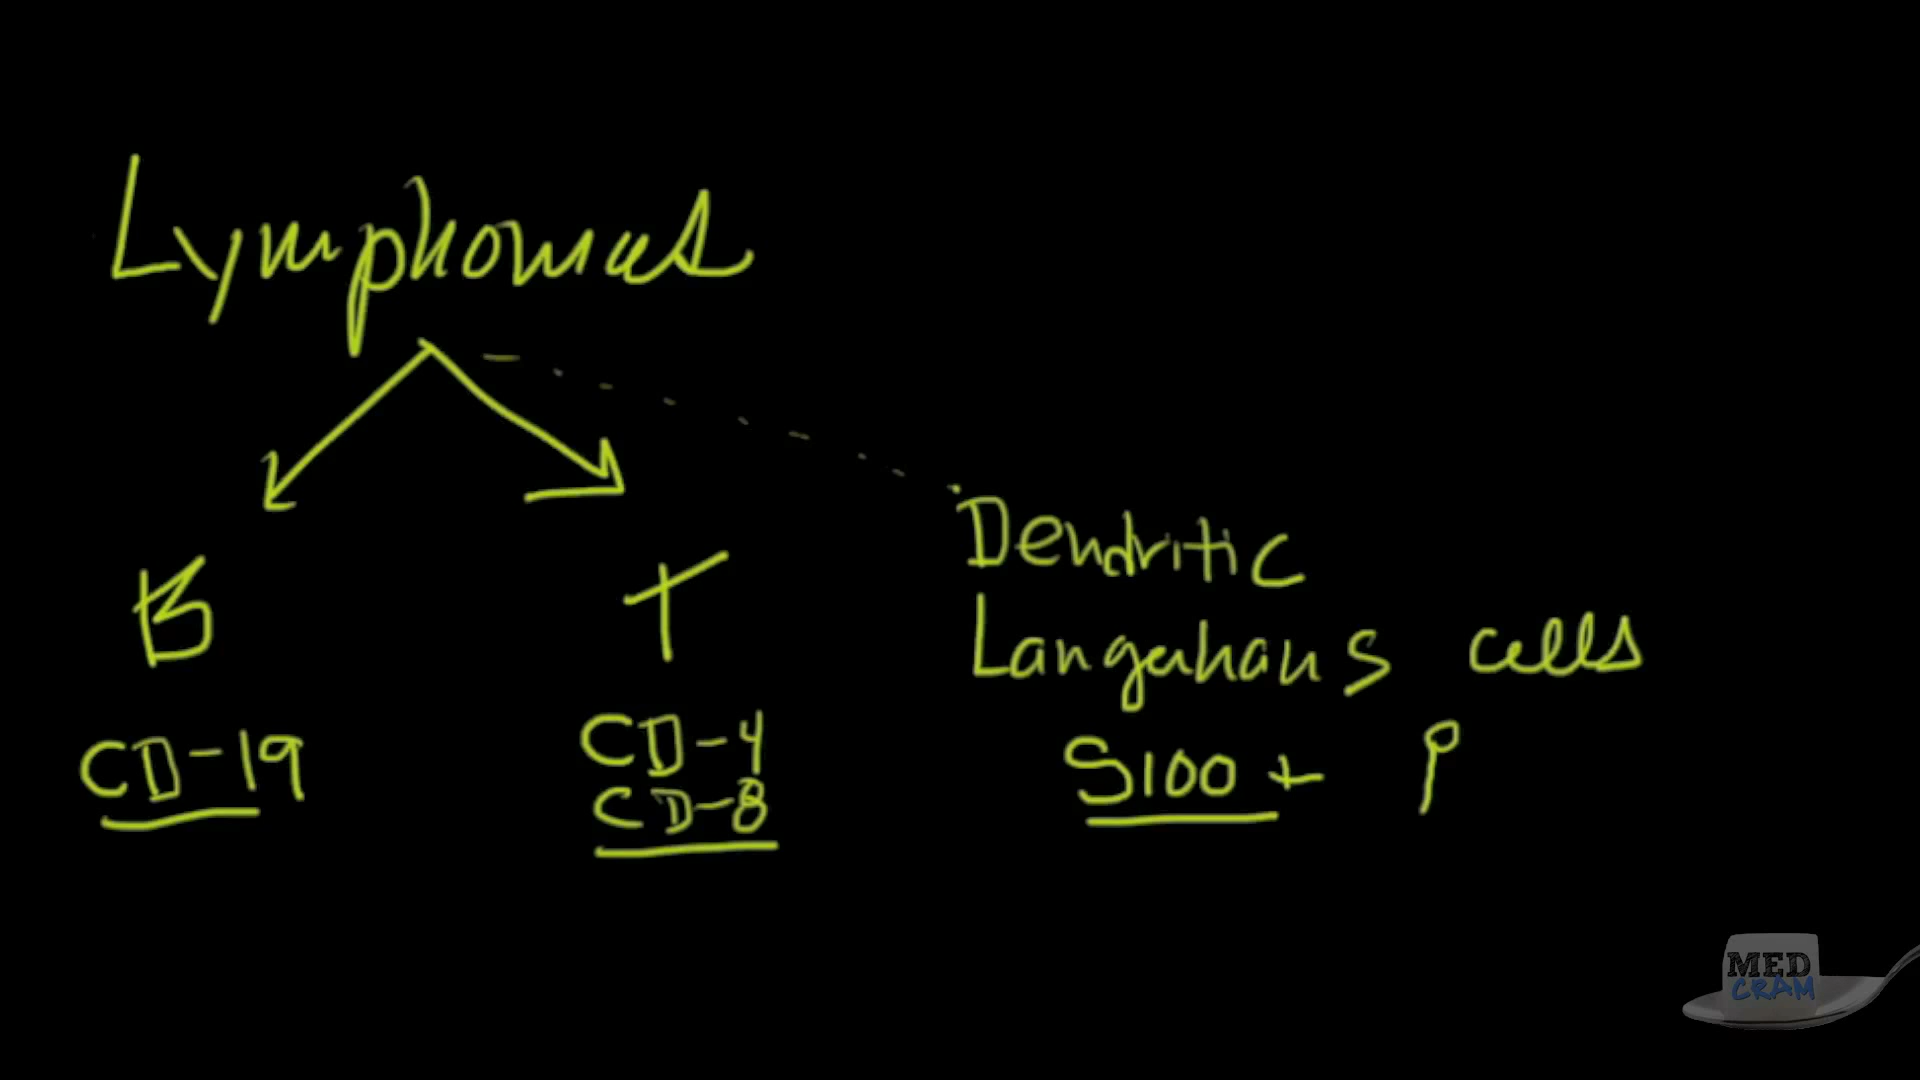 Lymphomas
B
T
Dendritic
Langerhans cells
CD-19
CD-4
CD-8
S100+ P
MED
CRAM